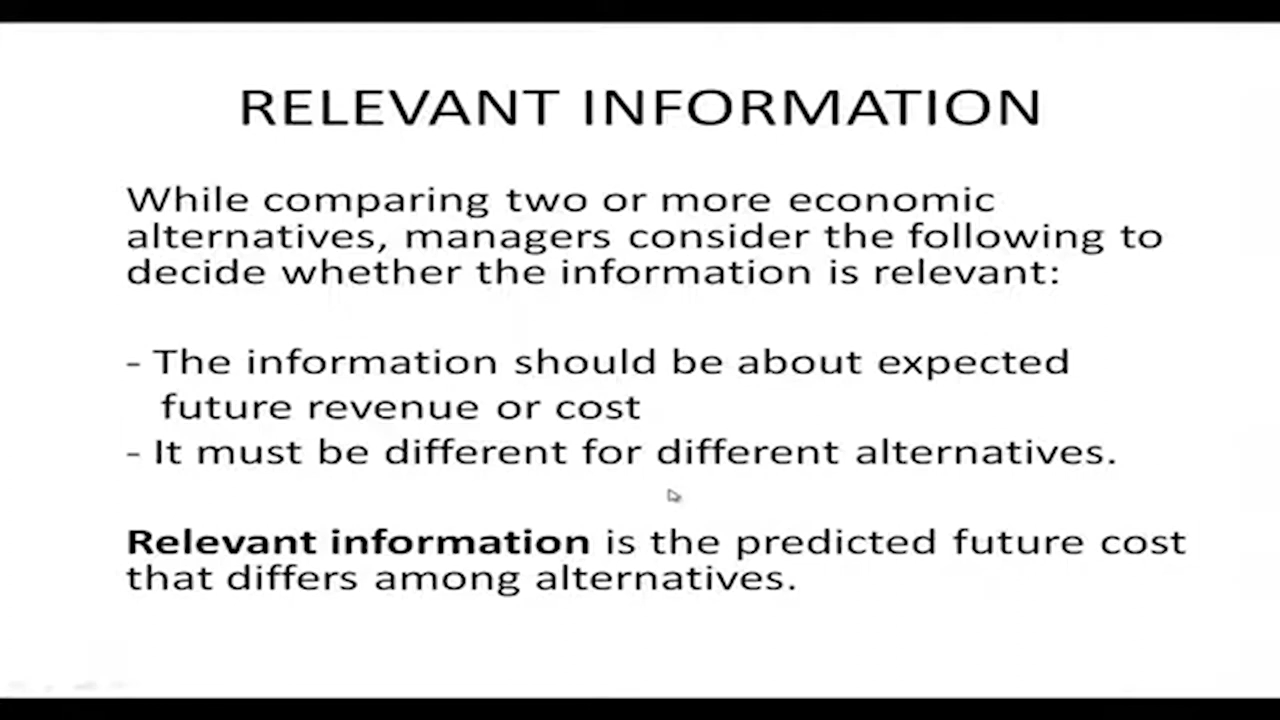 RELEVANT INFORMATION
While comparing two or more economic
alternatives, managers consider the following to
decide whether the information is relevant:
- The information should be about expected
future revenue or cost
- It must be different for different alternatives.
Relevant information is the predicted future cost
that differs among alternatives.